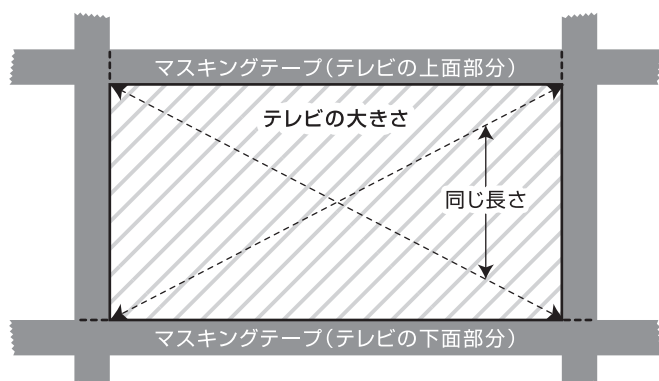 マスキングテープ（テレビの上面部分）
テレビの大きさ
同じ長さ
マスキングテープ（テレビの下面部分）